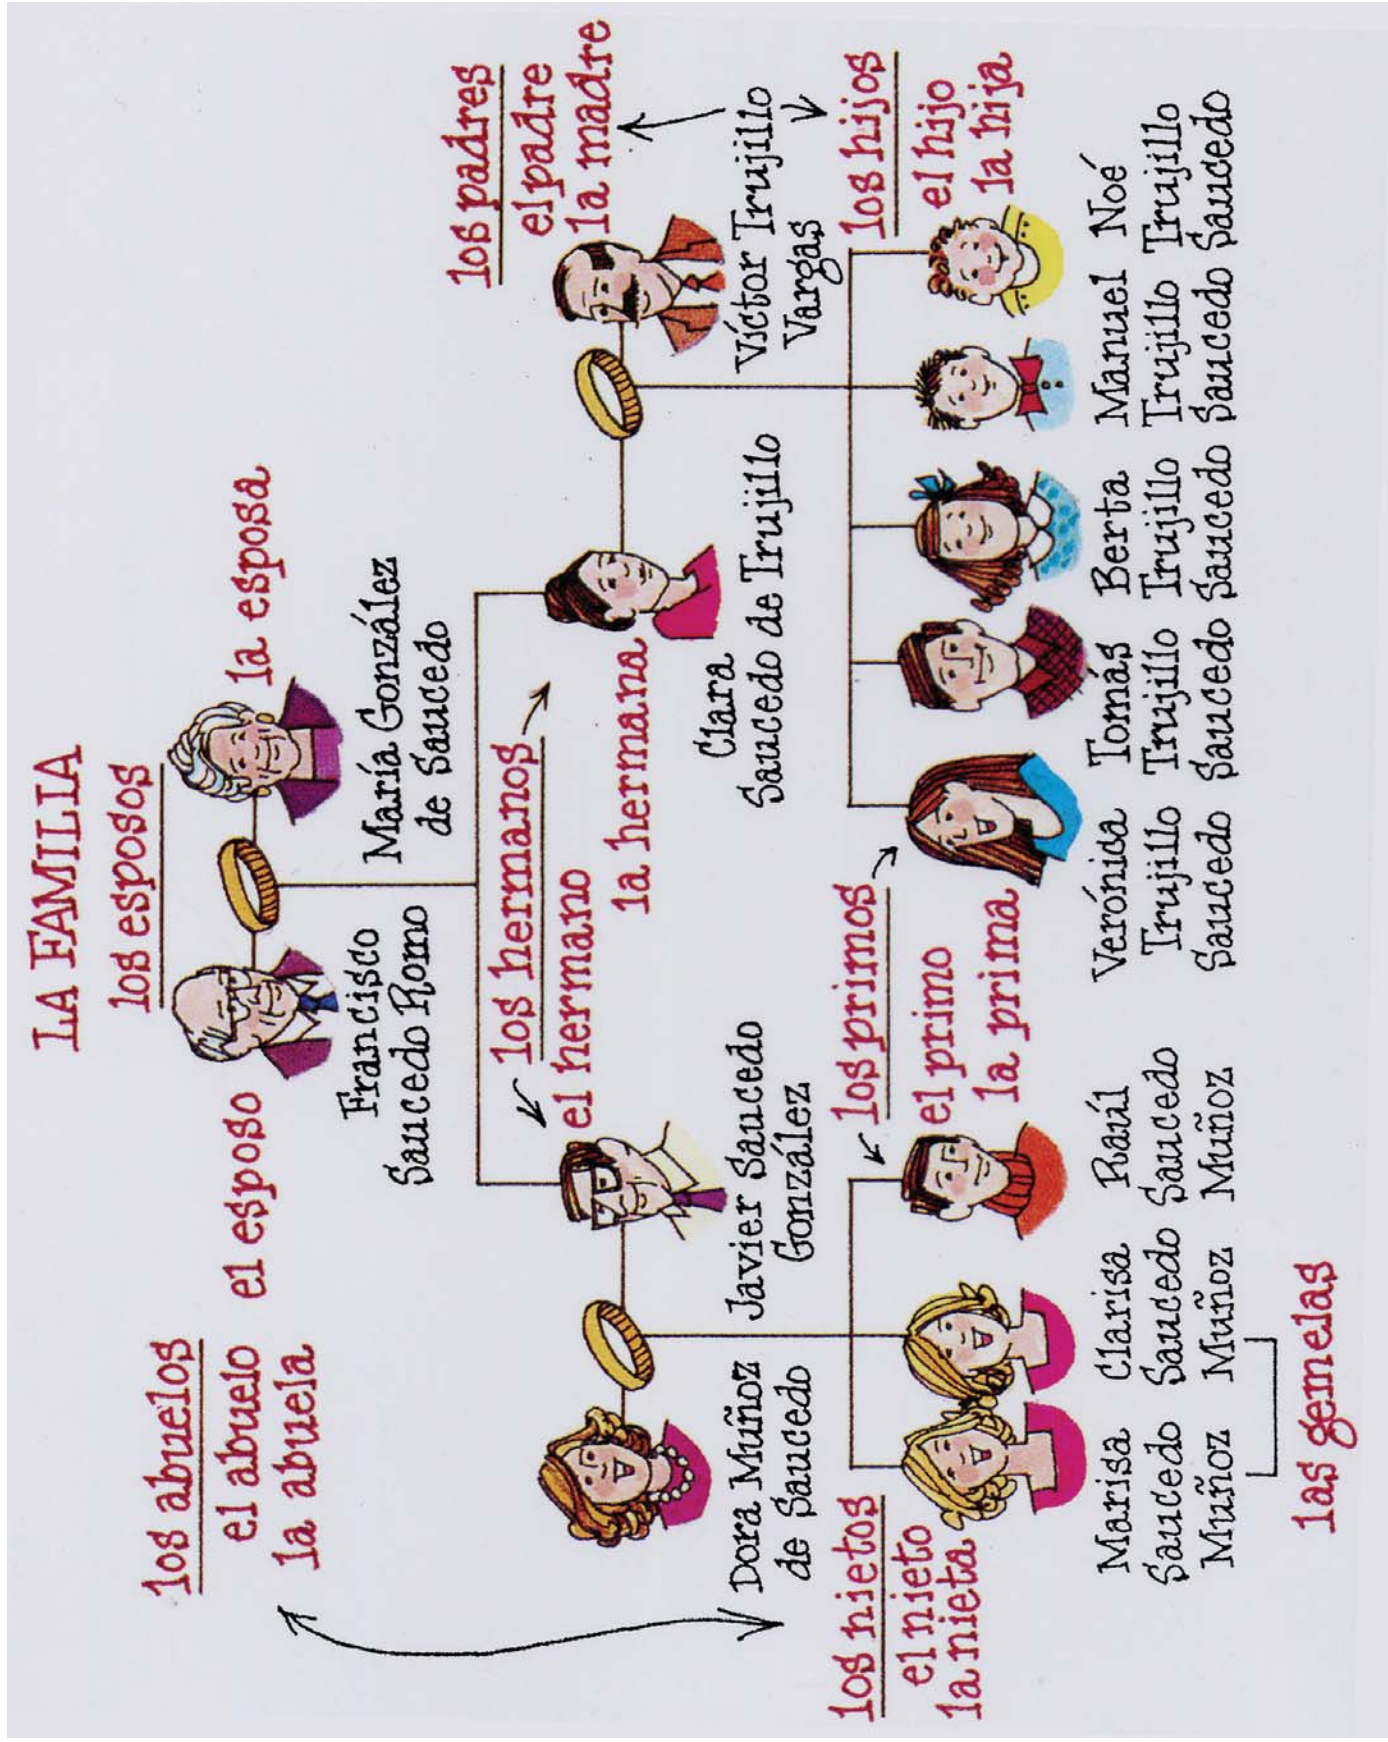 LA FAMILIA
los esposos
los abuelos
el abuelo
la abuela
el esposo
la esposa
Francisco
Saucedo Romo
María González
de Saucedo
los padres
el padre
la madre
los hermanos
el hermano
la hermana
Dora Muñoz
de Saucedo
Javier Saucedo
González
Clara
Saucedo de Trujillo
Víctor Trujillo
Vargas
los nietos
el nieto
la nieta
los primos
el primo
la prima
los hijos
el hijo
la hija
Marisa
Saucedo
Muñoz
Clarisa
Saucedo
Muñoz
Raúl
Saucedo
Muñoz
Verónica
Trujillo
Saucedo
Tomás
Trujillo
Saucedo
Berta
Trujillo
Saucedo
Manuel
Trujillo
Saucedo
Noé
Trujillo
Saucedo
las gemelas